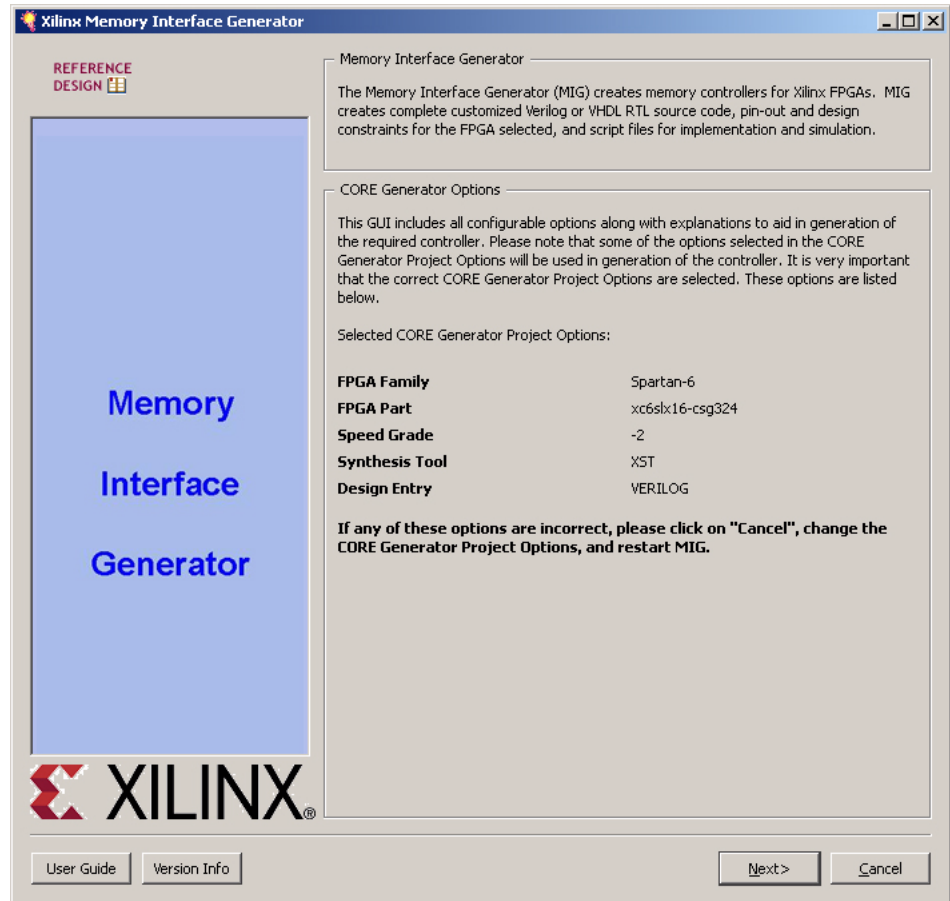 Xilinx Memory Interface Generator
REFERENCE
DESIGN
Memory
Interface
Generator
XILINX®
Memory Interface Generator
The Memory Interface Generator (MIG) creates memory controllers for Xilinx FPGAs. MIG
creates complete customized Verilog or VHDL RTL source code, pin-out and design
constraints for the FPGA selected, and script files for implementation and simulation.
CORE Generator Options
This GUI includes all configurable options along with explanations to aid in generation of
the required controller. Please note that some of the options selected in the CORE
Generator Project Options will be used in generation of the controller. It is very important
that the correct CORE Generator Project Options are selected. These options are listed
below.
Selected CORE Generator Project Options:
FPGA Family Spartan-6
FPGA Part xc6slx16-csg324
Speed Grade -2
Synthesis Tool XST
Design Entry VERILOG
If any of these options are incorrect, please click on "Cancel", change the
CORE Generator Project Options, and restart MIG.
User Guide Version Info Next> Cancel